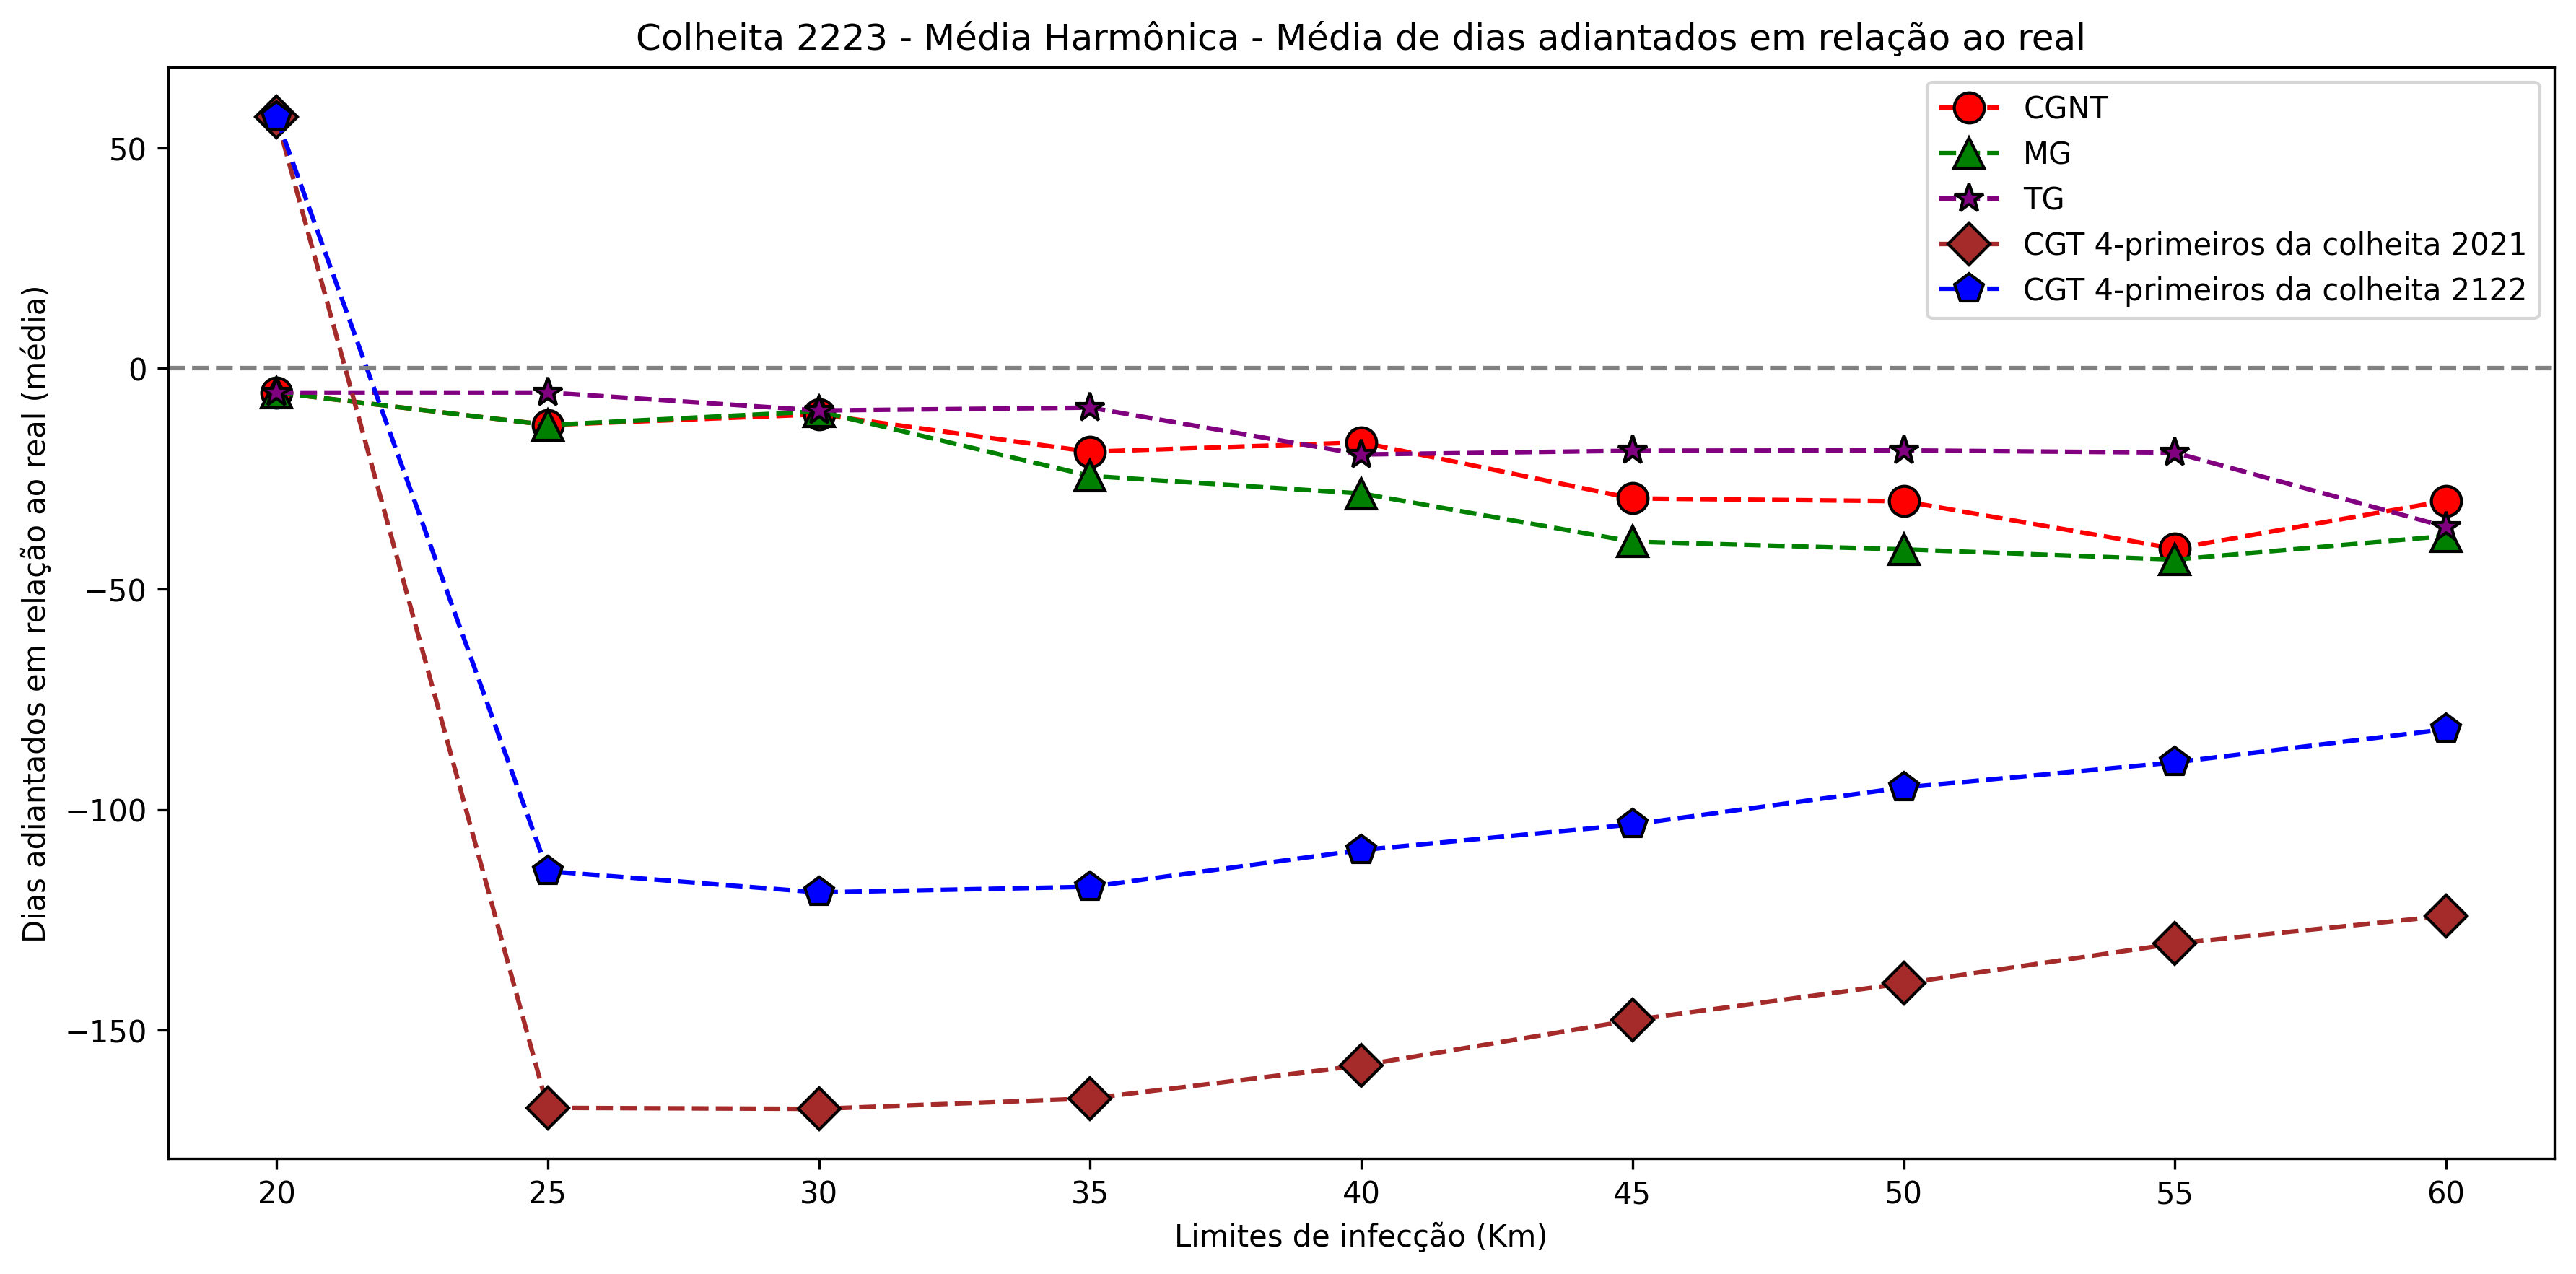 Colheita 2223 - Média Harmônica - Média de dias adiantados em relação ao real
CGNT
MG
TG
CGT 4-primeiros da colheita 2021
CGT 4-primeiros da colheita 2122
Dias adiantados em relação ao real (média)
50
0
−50
−100
−150
20 25 30 35 40 45 50 55 60
Limites de infecção (Km)